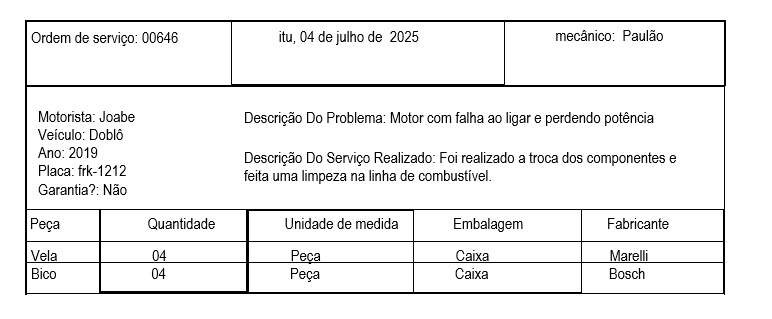 Ordem de serviço: 00646
itu, 04 de julho de 2025
mecânico: Paulão
Motorista: Joabe
Veículo: Doblô
Ano: 2019
Placa: frk-1212
Garantia?: Não
Descrição Do Problema: Motor com falha ao ligar e perdendo potência
Descrição Do Serviço Realizado: Foi realizado a troca dos componentes e
feita uma limpeza na linha de combustível.
Peça Quantidade Unidade de medida Embalagem Fabricante
Vela 04 Peça Caixa Marelli
Bico 04 Peça Caixa Bosch